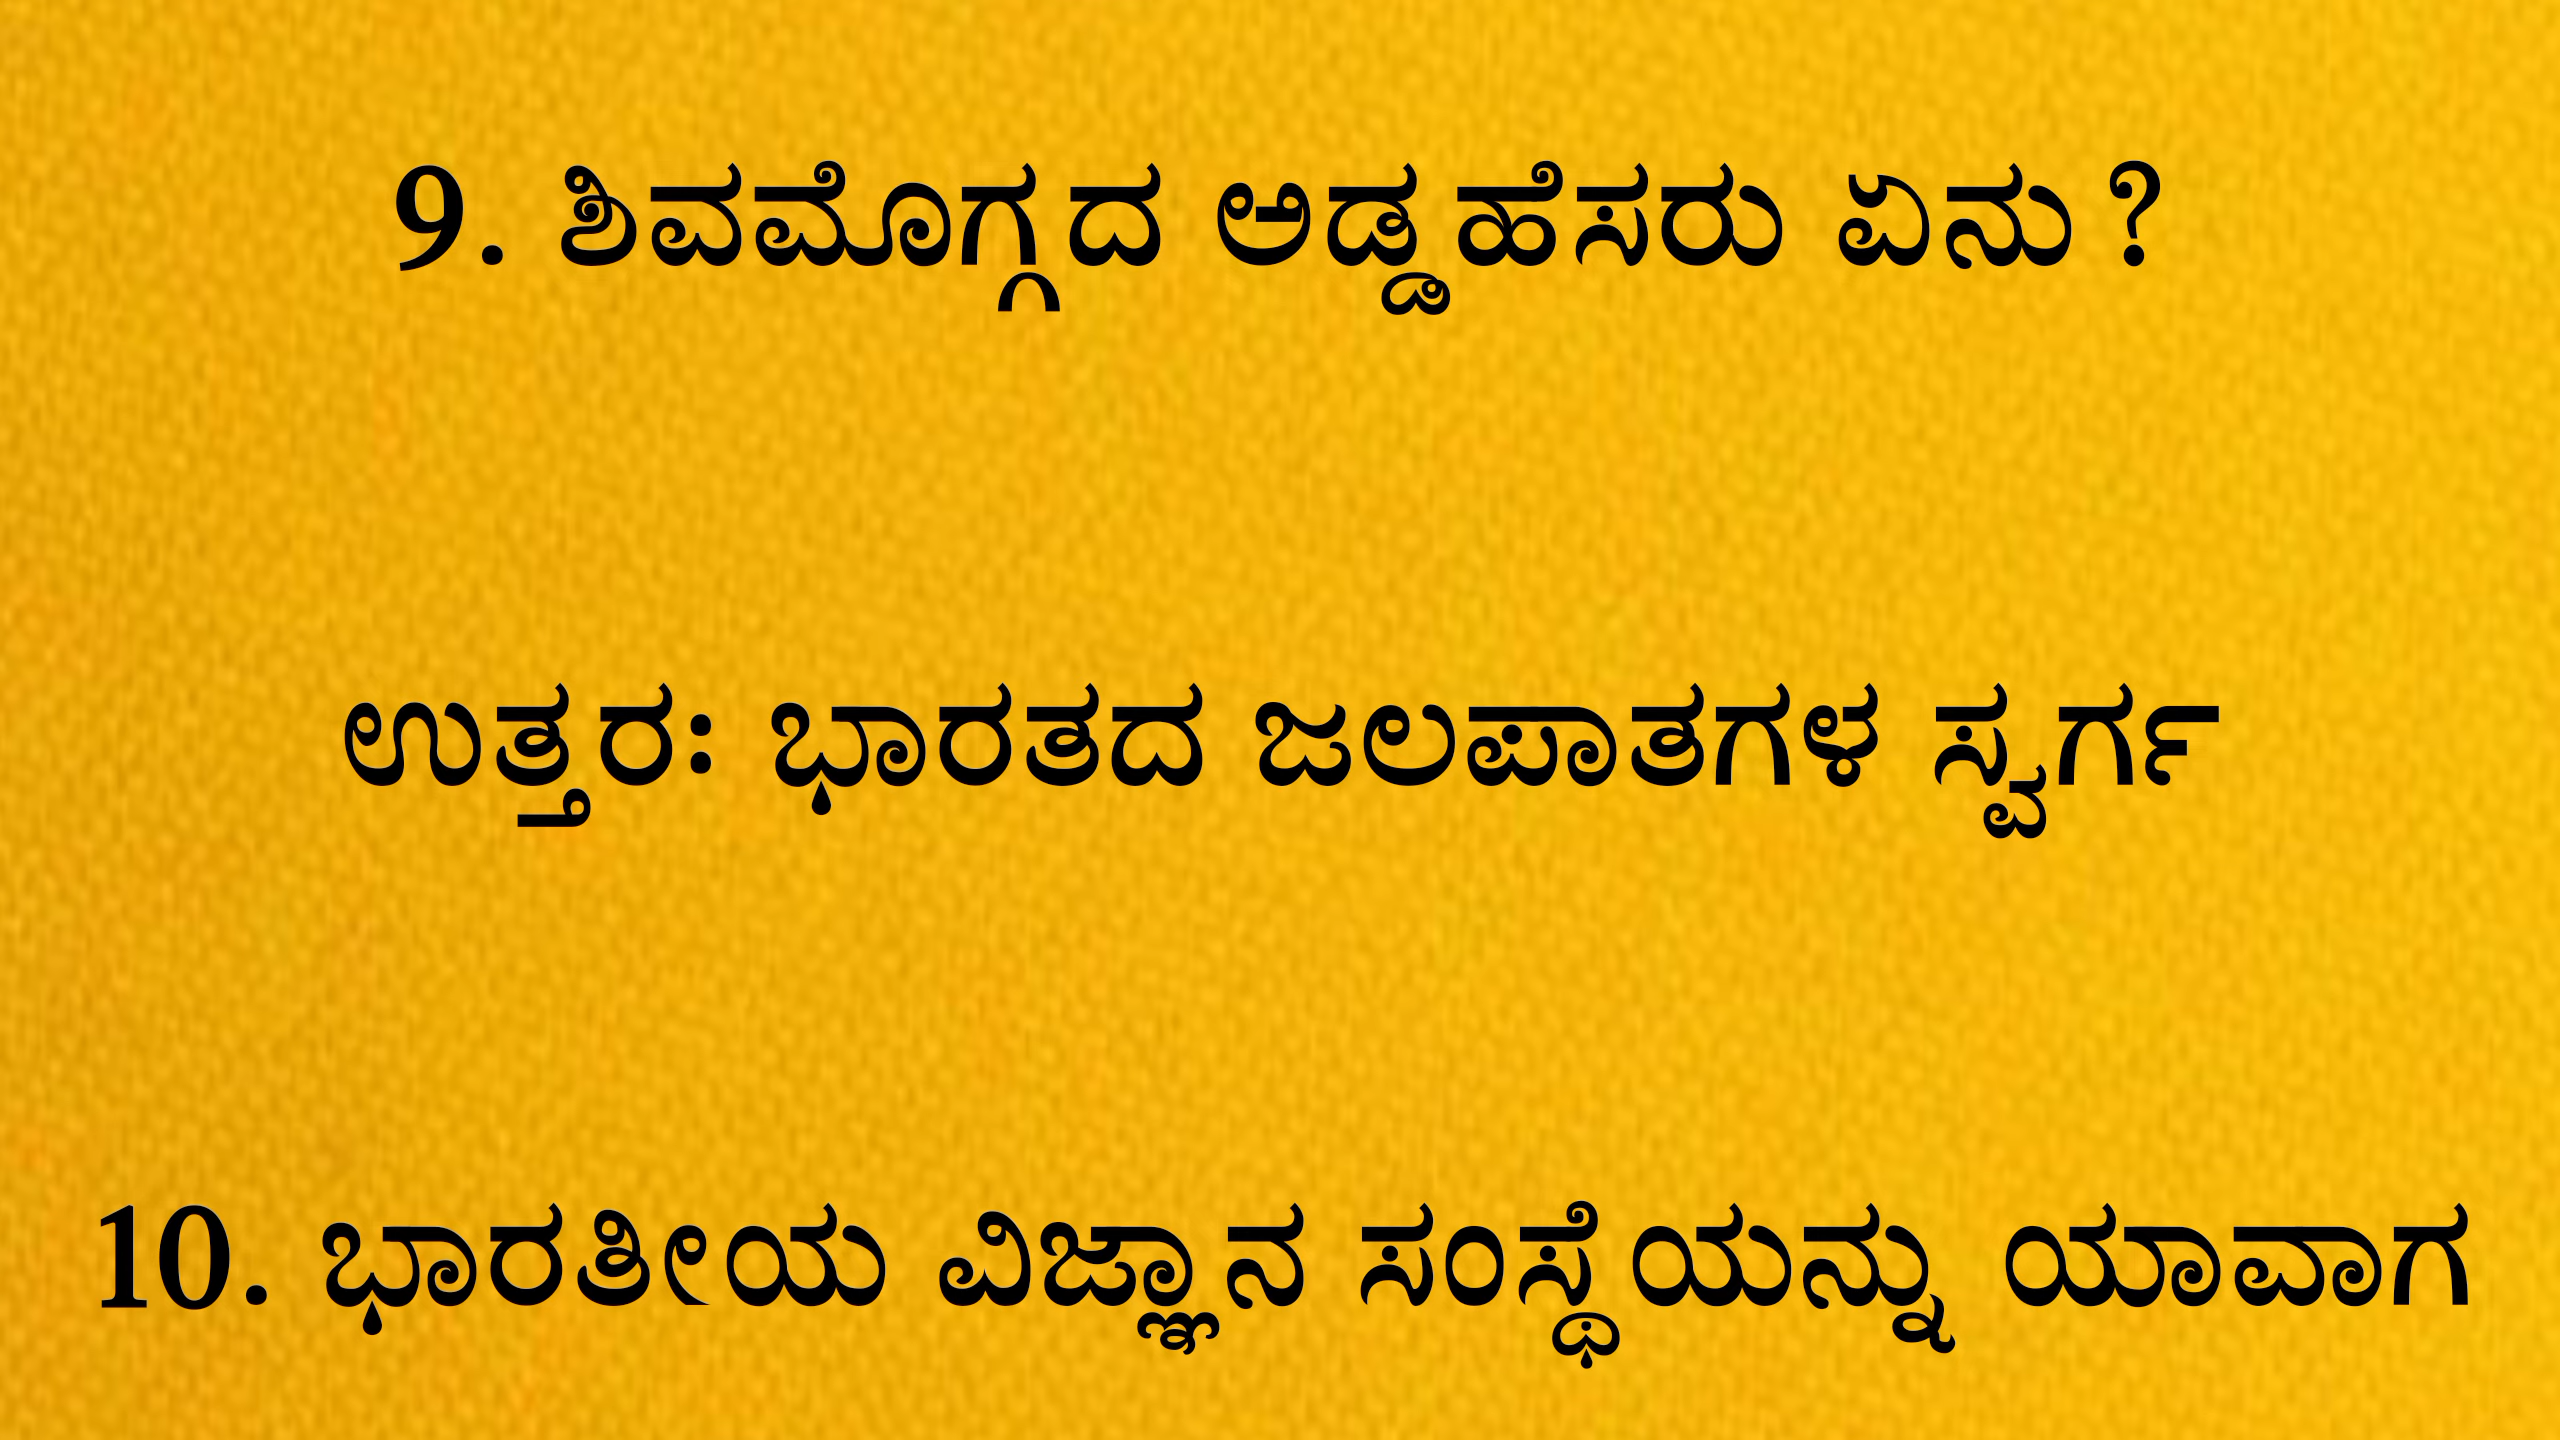 9. ಶಿವಮೊಗ್ಗದ ಅಡ್ಡಹೆಸರು ಏನು?
ಉತ್ತರ: ಭಾರತದ ಜಲಪಾತಗಳ ಸ್ವರ್ಗ
10. ಭಾರತೀಯ ವಿಜ್ಞಾನ ಸಂಸ್ಥೆಯನ್ನು ಯಾವಾಗ